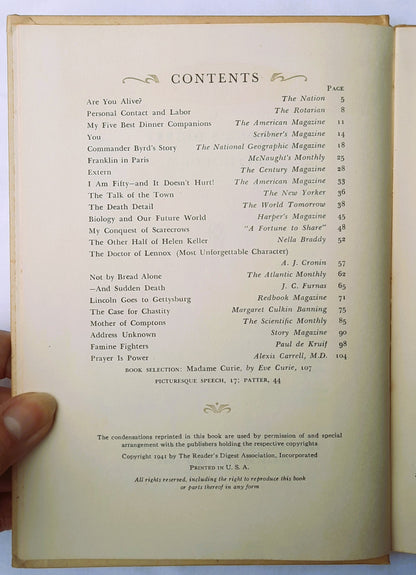 CONTENTS
PAGE
Are You Alive? The Nation 5
Personal Contact and Labor The Rotarian 8
My Five Best Dinner Companions The American Magazine 11
You Scribner's Magazine 14
Commander Byrd's Story The National Geographic Magazine 18
Franklin in Paris McNaught's Monthly 25
Extern The Century Magazine 28
I Am Fifty—and It Doesn't Hurt! The American Magazine 33
The Talk of the Town The New Yorker 36
The Death Detail The World Tomorrow 38
Biology and Our Future World Harper's Magazine 45
My Conquest of Scarecrows "A Fortune to Share" 48
The Other Half of Helen Keller Nella Braddy 52
The Doctor of Lennox (Most Unforgettable Character)
A. J. Cronin 57
Not by Bread Alone The Atlantic Monthly 62
—And Sudden Death J. C. Furnas 65
Lincoln Goes to Gettysburg Redbook Magazine 71
The Case for Chastity Margaret Culkin Banning 75
Mother of Comptons The Scientific Monthly 85
Address Unknown Story Magazine 90
Famine Fighters Paul de Kruif 98
Prayer Is Power Alexis Carrell, M.D. 104
BOOK SELECTION: Madame Curie, by Eve Curie, 107
PICTURESQUE SPEECH, 17; PATTER, 44
The condensations reprinted in this book are used by permission of and special
arrangement with the publishers holding the respective copyrights
Copyright 1941 by The Reader's Digest Association, Incorporated
PRINTED IN U. S. A.
All rights reserved, including the right to reproduce this book
or parts thereof in any form